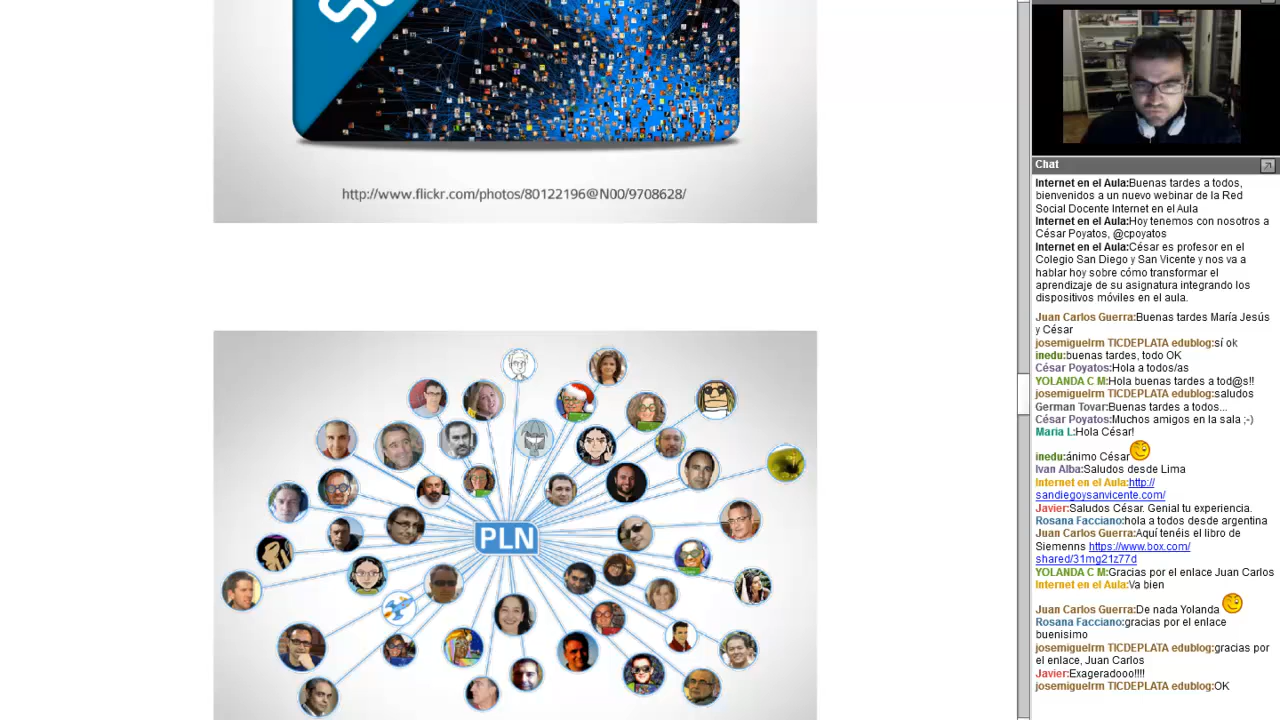 http://www.flickr.com/photos/80122196@N00/9708628/
PLN
Chat
Internet en el Aula:Buenas tardes a todos,
bienvenidos a un nuevo webinar de la Red
Social Docente Internet en el Aula
Internet en el Aula:Hoy tenemos con nosotros a
César Poyatos, @cpoyatos
Internet en el Aula:César es profesor en el
Colegio San Diego y San Vicente y nos va a
hablar hoy sobre cómo transformar el
aprendizaje de su asignatura integrando los
dispositivos móviles en el aula.
Juan Carlos Guerra:Buenas tardes María Jesús
y César
josemiguelrm TICDEPLATA edublog:sí ok
inedu:buenas tardes, todo OK
César Poyatos:Hola a todos/as
YOLANDA C M:Hola buenas tardes a tod@s!!
josemiguelrm TICDEPLATA edublog:saludos
German Tovar:Buenas tardes a todos...
César Poyatos:Muchos amigos en la sala ;-)
Maria L:Hola César!
inedu:ánimo César
Ivan Alba:Saludos desde Lima
Internet en el Aula:http://
sandiegoysanvicente.com/
Javier:Saludos César. Genial tu experiencia.
Rosana Facciano:hola a todos desde argentina
Juan Carlos Guerra:Aquí tenéis el libro de
Siemenns https://www.box.com/
shared/31mg21z77d
YOLANDA C M:Gracias por el enlace Juan Carlos
Internet en el Aula:Va bien
Juan Carlos Guerra:De nada Yolanda
Rosana Facciano:gracias por el enlace
buenisimo
josemiguelrm TICDEPLATA edublog:gracias por
el enlace, Juan Carlos
Javier:Exageradooo!!!!
josemiguelrm TICDEPLATA edublog:OK